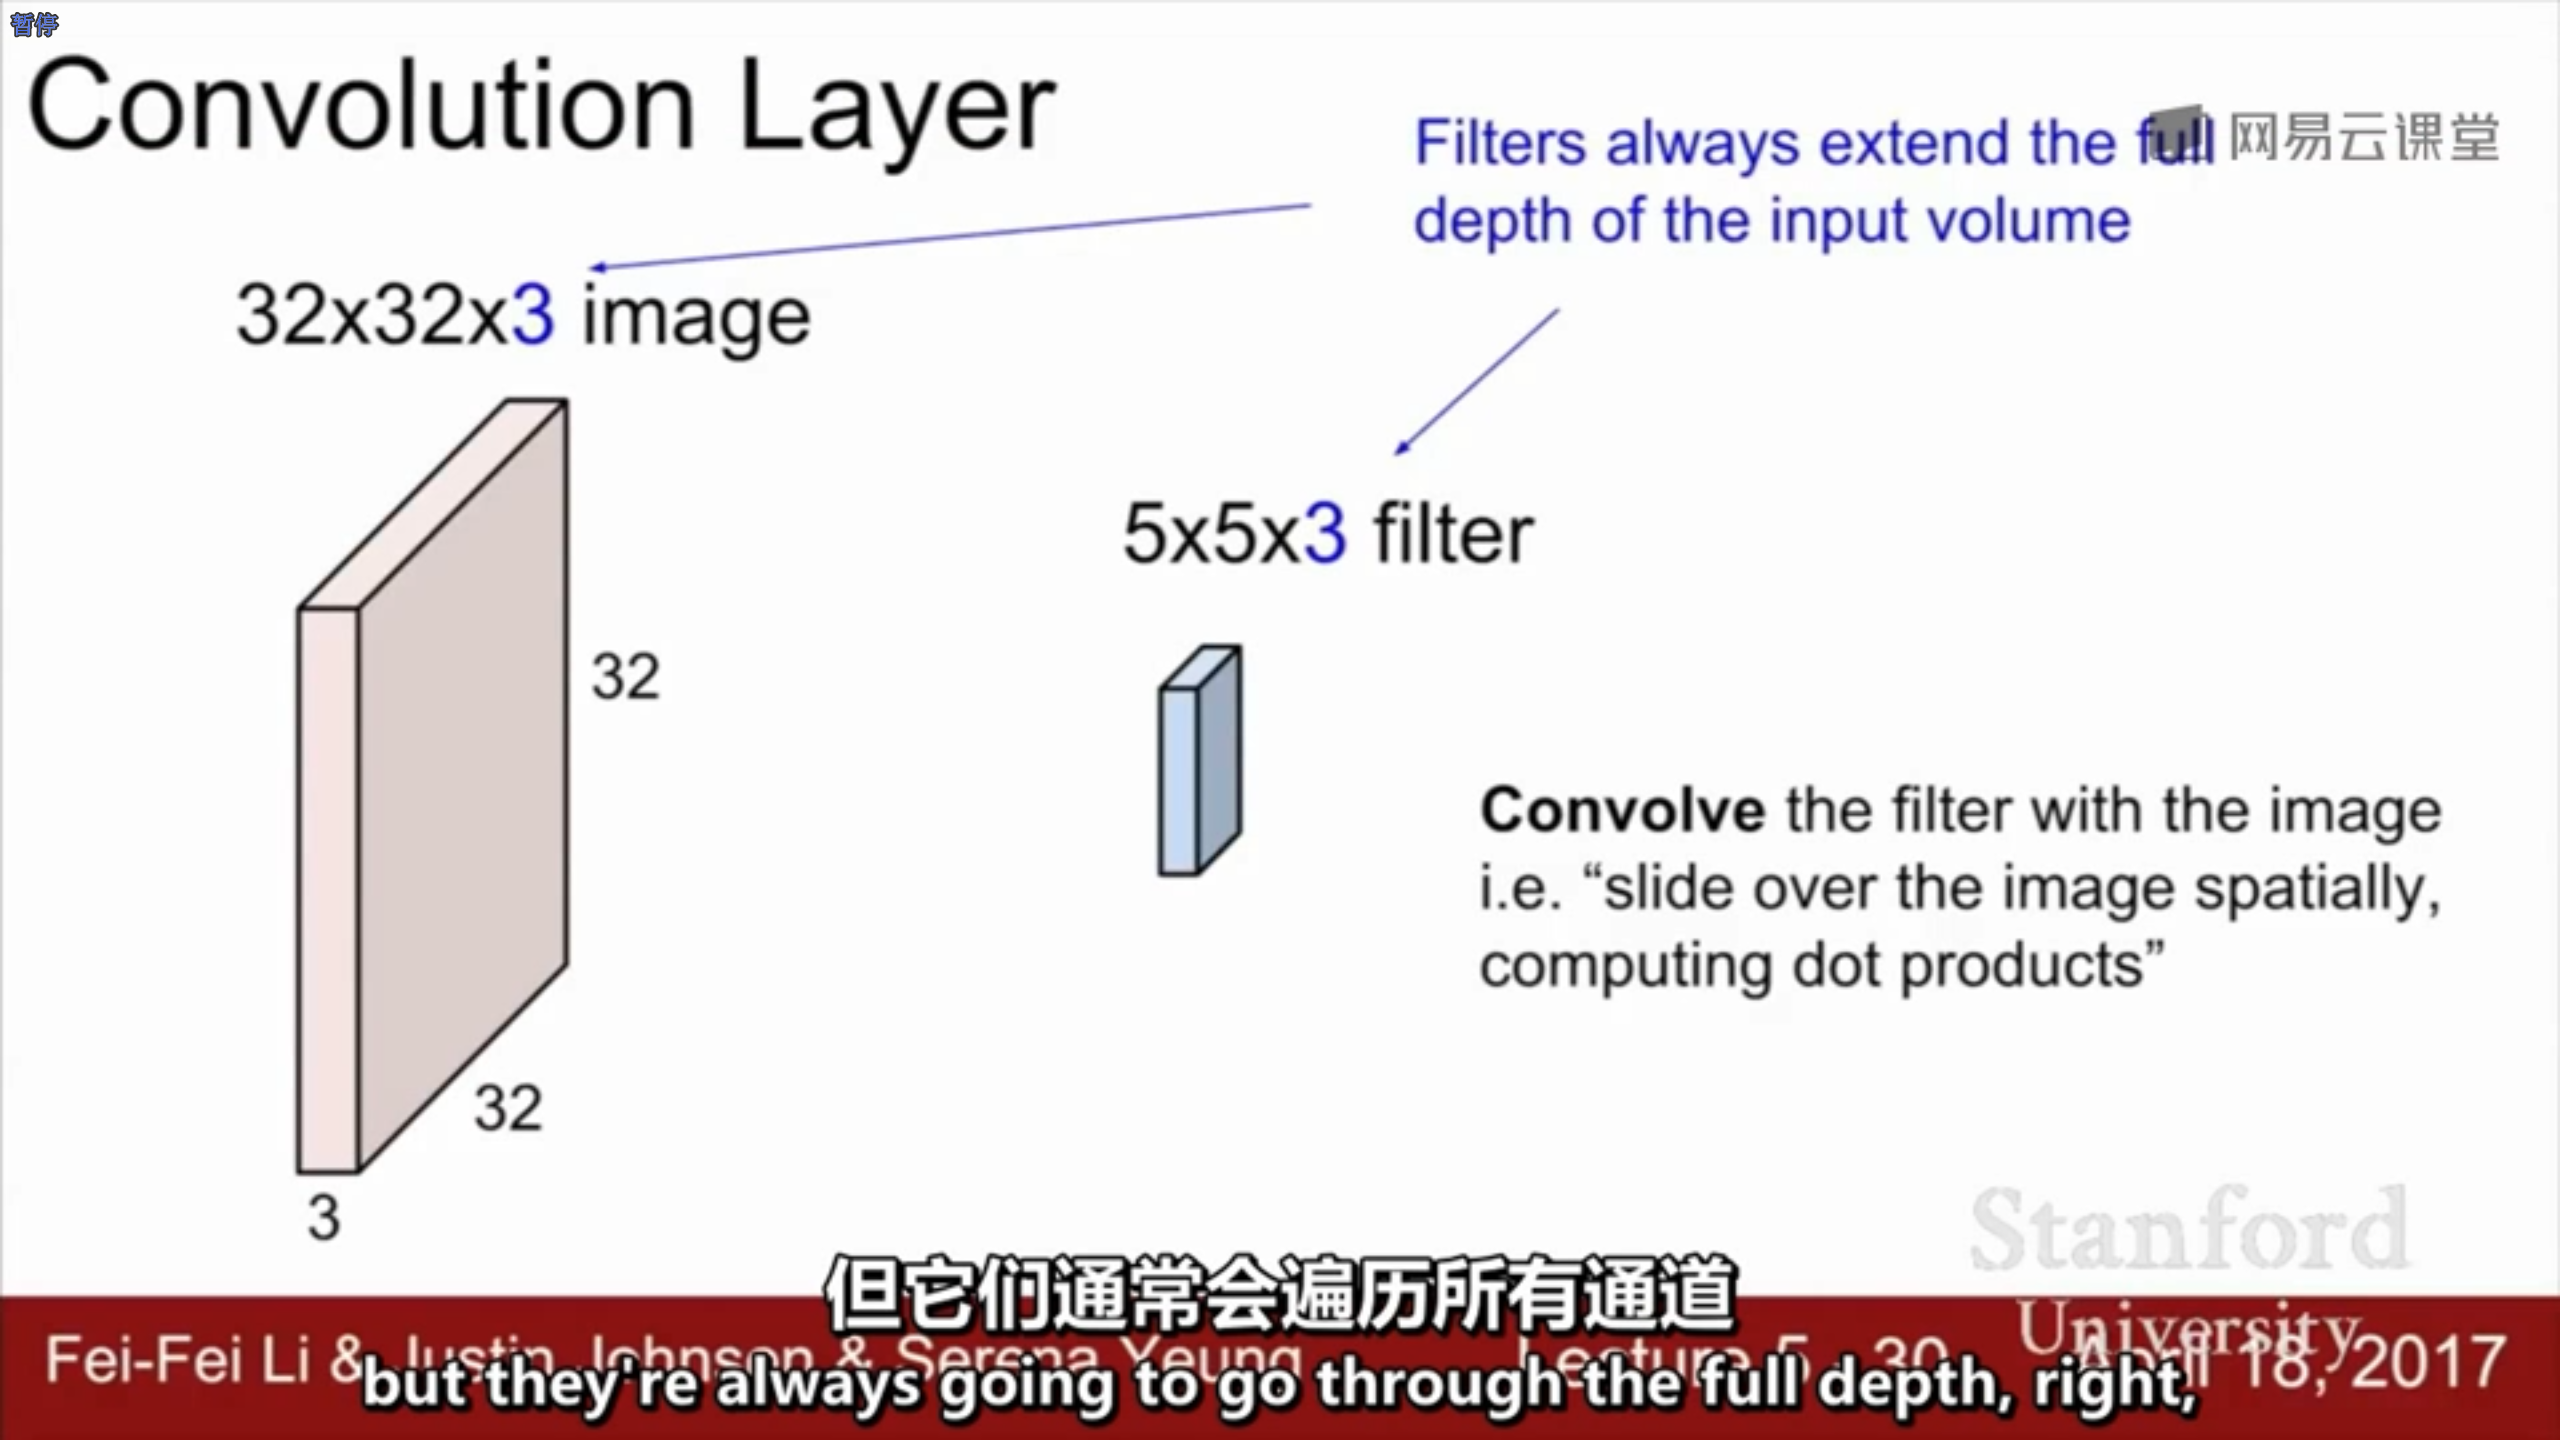 暂停
Convolution Layer
Filters always extend the full
depth of the input volume
网易云课堂
32x32x3 image
5x5x3 filter
32
Convolve the filter with the image
i.e. “slide over the image spatially,
computing dot products”
32
3
Stanford
University
但它们通常会遍历所有通道
Fei-Fei Li & Justin Johnson & Serena Yeung
Lecture 5 - 30
April 18, 2017
but they're always going to go through the full depth, right,